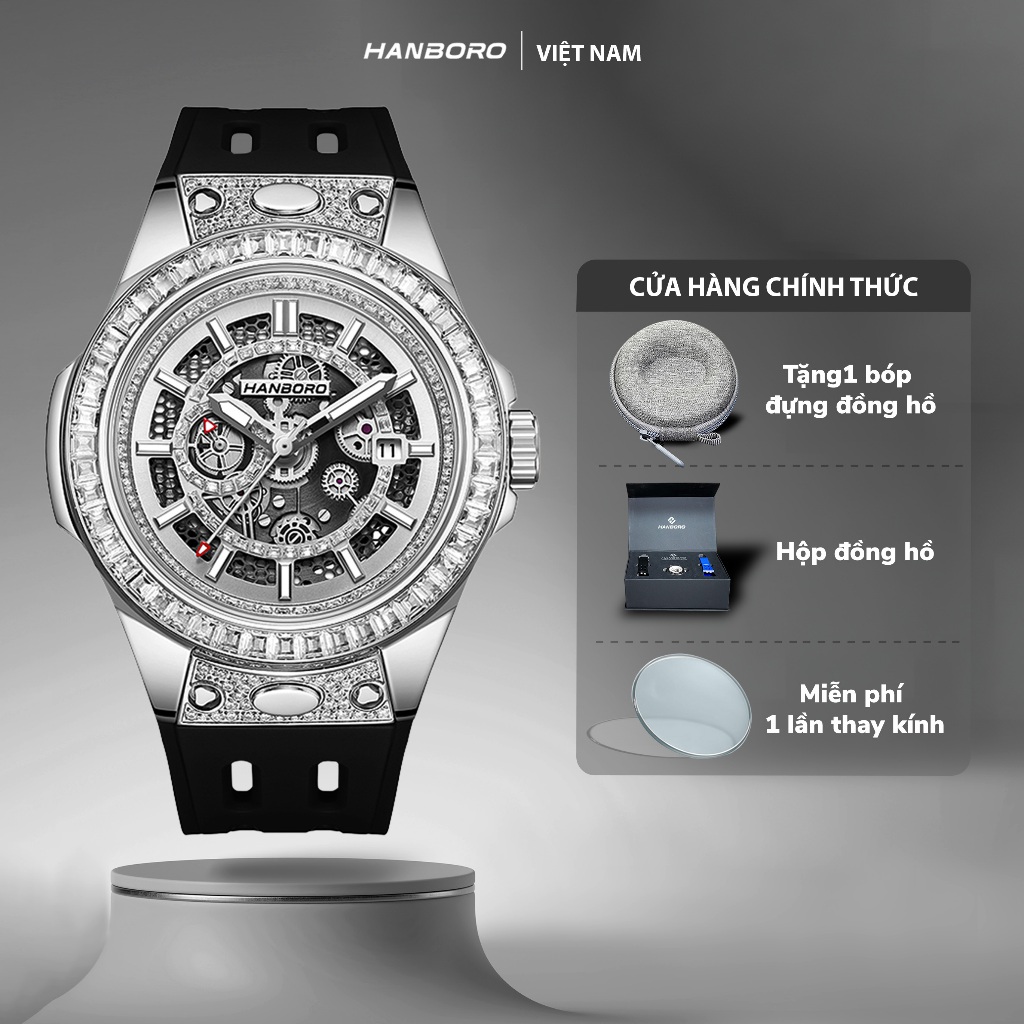 HANBORO | VIỆT NAM
CỬA HÀNG CHÍNH THỨC
HANBORO
Tặng1 bóp
đựng đồng hồ
HANBORO
Hộp đồng hồ
Miễn phí
1 lần thay kính